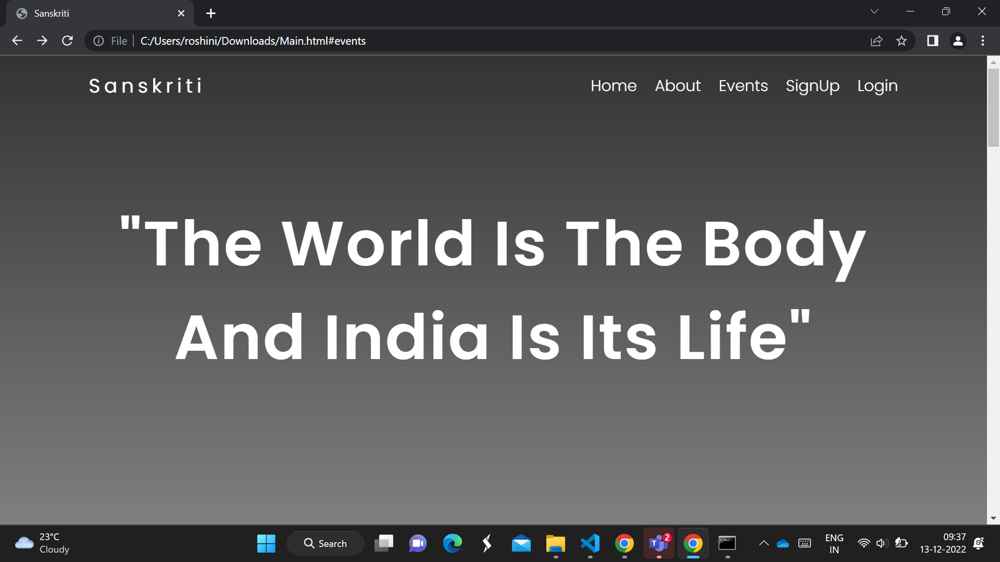 Sanskriti
File C:/Users/roshini/Downloads/Main.html#events
Sanskriti
Home About Events SignUp Login
"The World Is The Body
And India Is Its Life"
23°C
Cloudy
Search
2
ENG
IN
09:37
13-12-2022